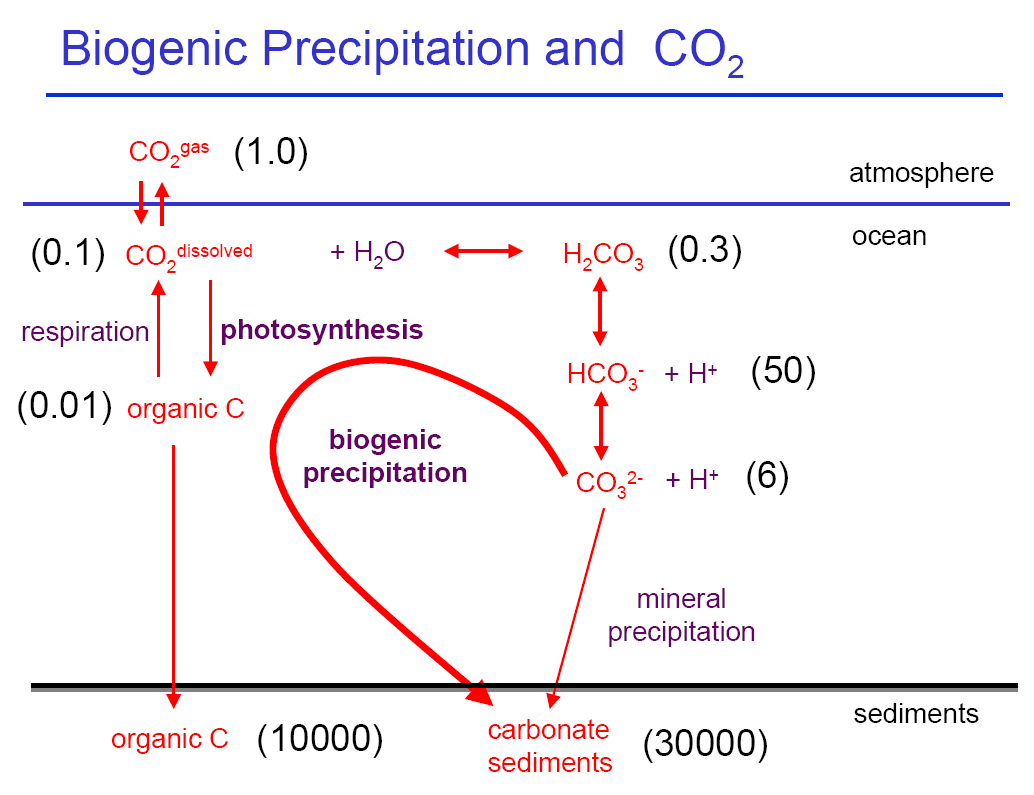 Biogenic Precipitation and CO₂
CO₂ᵍᵃˢ (1.0)
atmosphere
(0.1) CO₂ᵈⁱˢˢᵒˡᵛᵉᵈ + H₂O H₂CO₃ (0.3)
ocean
respiration photosynthesis
HCO₃⁻ + H⁺ (50)
(0.01) organic C
biogenic
precipitation
CO₃²⁻ + H⁺ (6)
mineral
precipitation
sediments
organic C (10000)
carbonate
sediments
(30000)